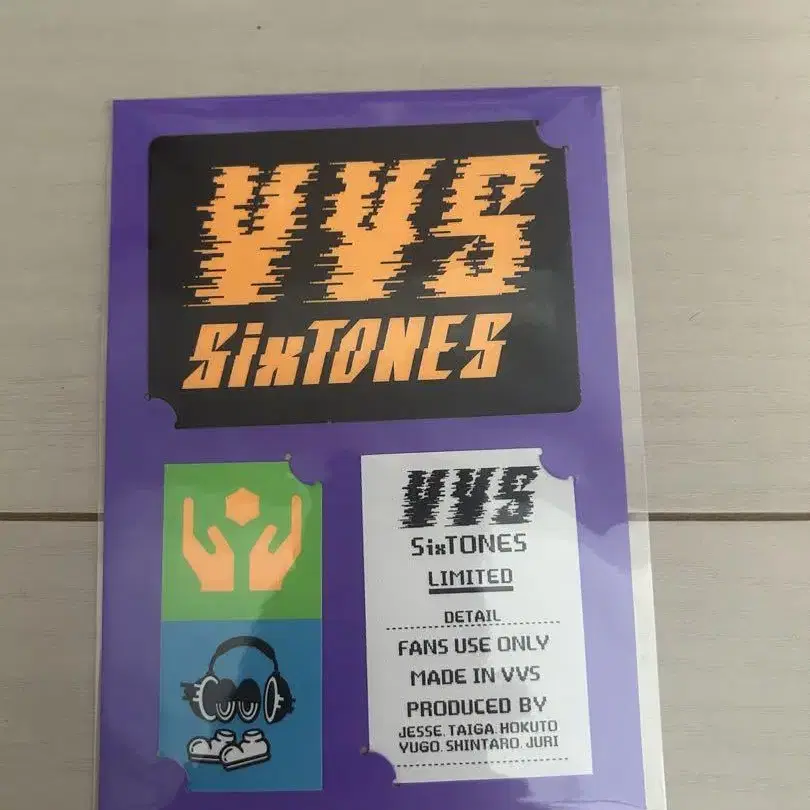 VVS
SixTONES
VVS
SixTONES
LIMITED
DETAIL
FANS USE ONLY
MADE IN VVS
PRODUCED BY
JESSE. TAIGA. HOKUTO
YUGO. SHINTARO. JURI